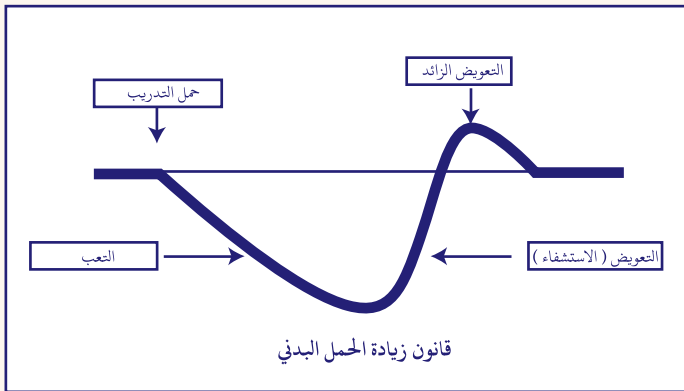 التعويض الزائد
حمل التدريب
التعب
التعويض ( الاستشفاء )
قانون زيادة الحمل البدني